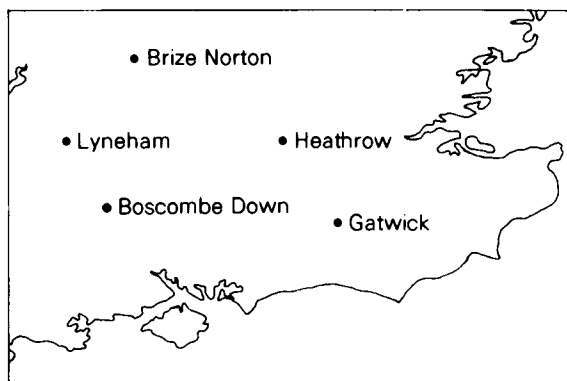 Brize Norton
Lyneham
Heathrow
Boscombe Down
Gatwick